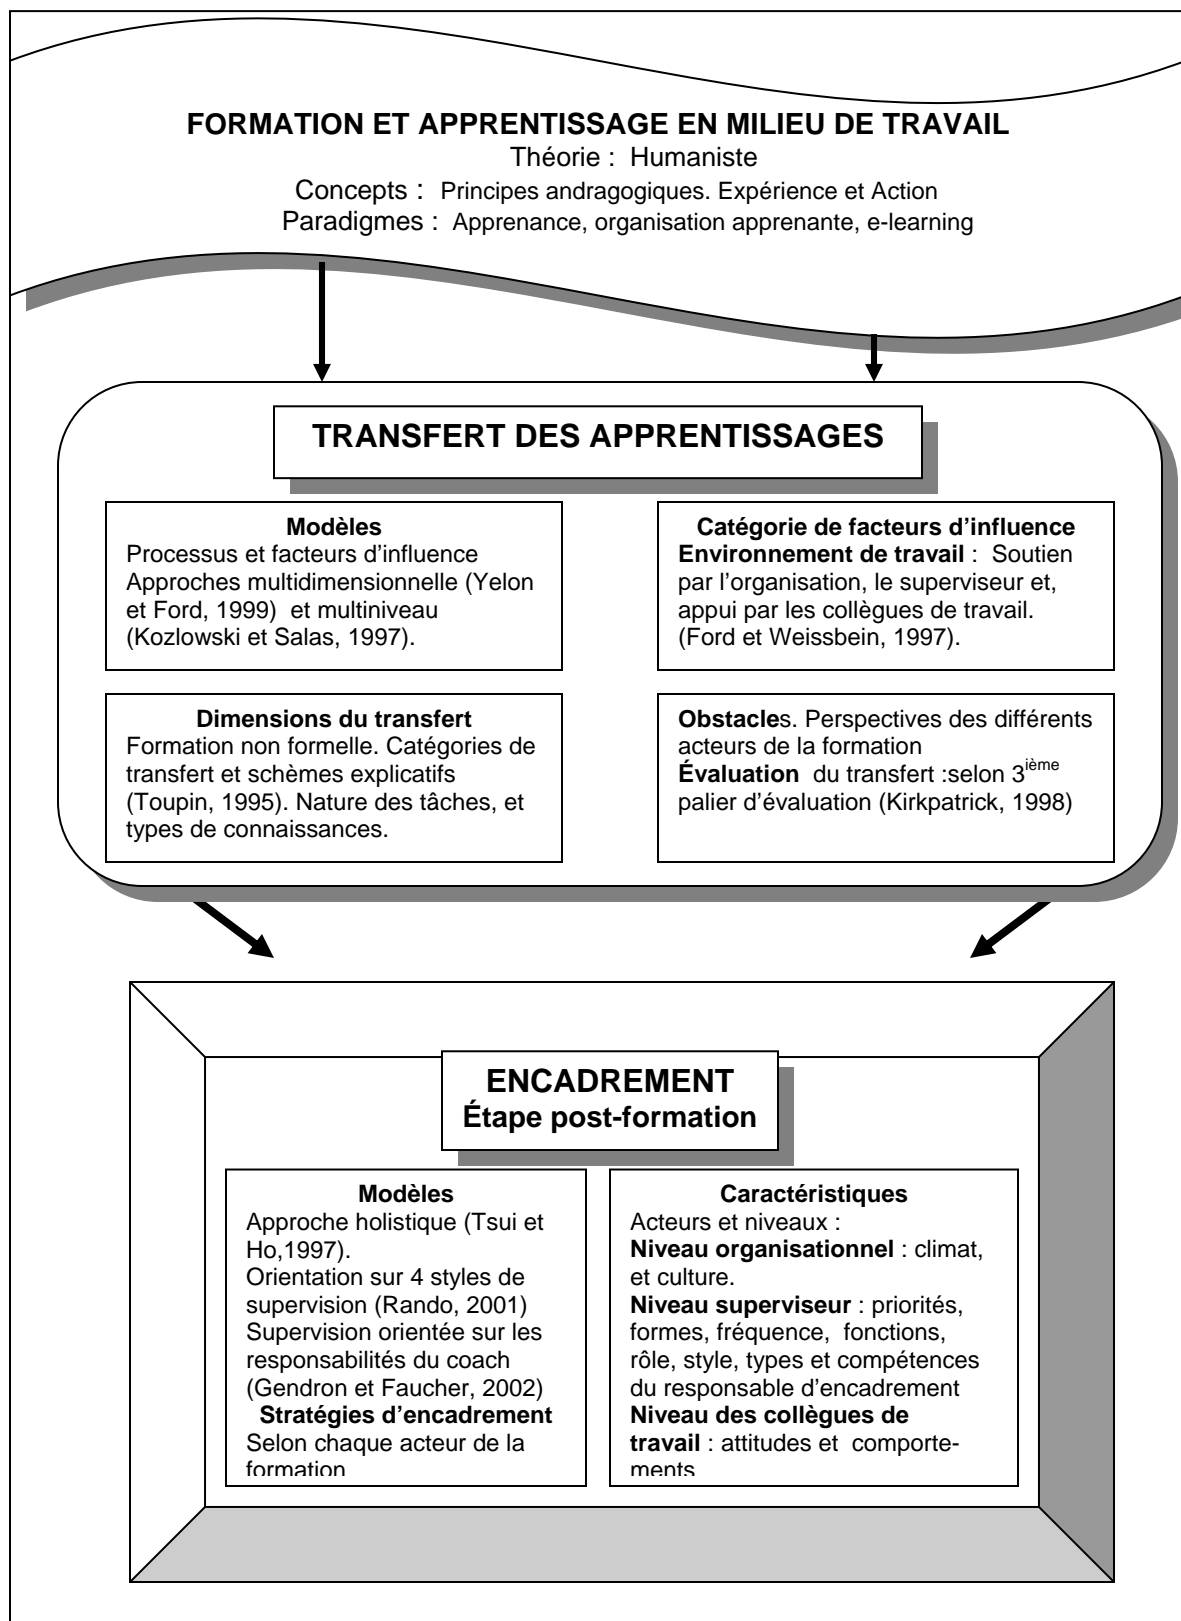 FORMATION ET APPRENTISSAGE EN MILIEU DE TRAVAIL
Théorie : Humaniste
Concepts : Principes andragogiques. Expérience et Action
Paradigmes : Apprenance, organisation apprenante, e-learning
TRANSFERT DES APPRENTISSAGES
Modèles
Processus et facteurs d’influence
Approches multidimensionnelle (Yelon
et Ford, 1999) et multiniveau
(Kozlowski et Salas, 1997).
Catégorie de facteurs d’influence
Environnement de travail : Soutien
par l’organisation, le superviseur et,
appui par les collègues de travail.
(Ford et Weissbein, 1997).
Dimensions du transfert
Formation non formelle. Catégories de
transfert et schèmes explicatifs
(Toupin, 1995). Nature des tâches, et
types de connaissances.
Obstacles. Perspectives des différents
acteurs de la formation
Évaluation du transfert :selon 3ième
palier d’évaluation (Kirkpatrick, 1998)
ENCADREMENT
Étape post-formation
Modèles
Approche holistique (Tsui et
Ho,1997).
Orientation sur 4 styles de
supervision (Rando, 2001)
Supervision orientée sur les
responsabilités du coach
(Gendron et Faucher, 2002)
Stratégies d’encadrement
Selon chaque acteur de la
formation
Caractéristiques
Acteurs et niveaux :
Niveau organisationnel : climat,
et culture.
Niveau superviseur : priorités,
formes, fréquence, fonctions,
rôle, style, types et compétences
du responsable d’encadrement
Niveau des collègues de
travail : attitudes et comporte-
ments